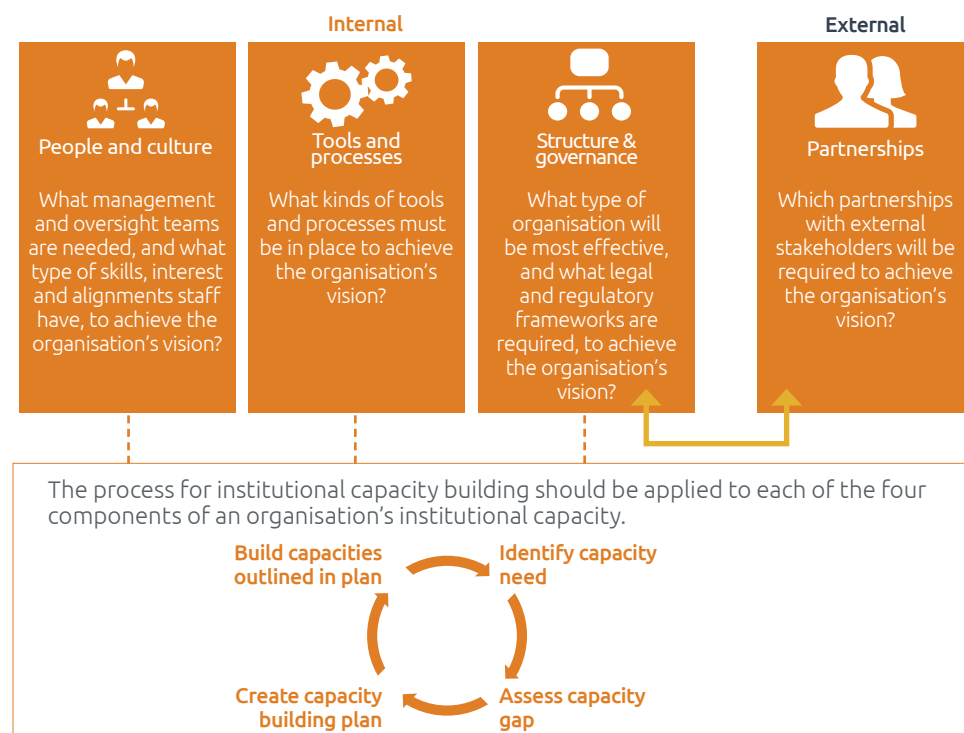 Internal
External
People and culture
What management
and oversight teams
are needed, and what
type of skills, interest
and alignments staff
have, to achieve the
organisation's vision?
Tools and
processes
What kinds of tools
and processes must
be in place to achieve
the organisation's
vision?
Structure &
governance
What type of
organisation will
be most effective,
and what legal
and regulatory
frameworks are
required, to achieve
the organisation's
vision?
Partnerships
Which partnerships
with external
stakeholders will be
required to achieve
the organisation's
vision?
The process for institutional capacity building should be applied to each of the four
components of an organisation's institutional capacity.
Build capacities
outlined in plan
Identify capacity
need
Create capacity
building plan
Assess capacity
gap